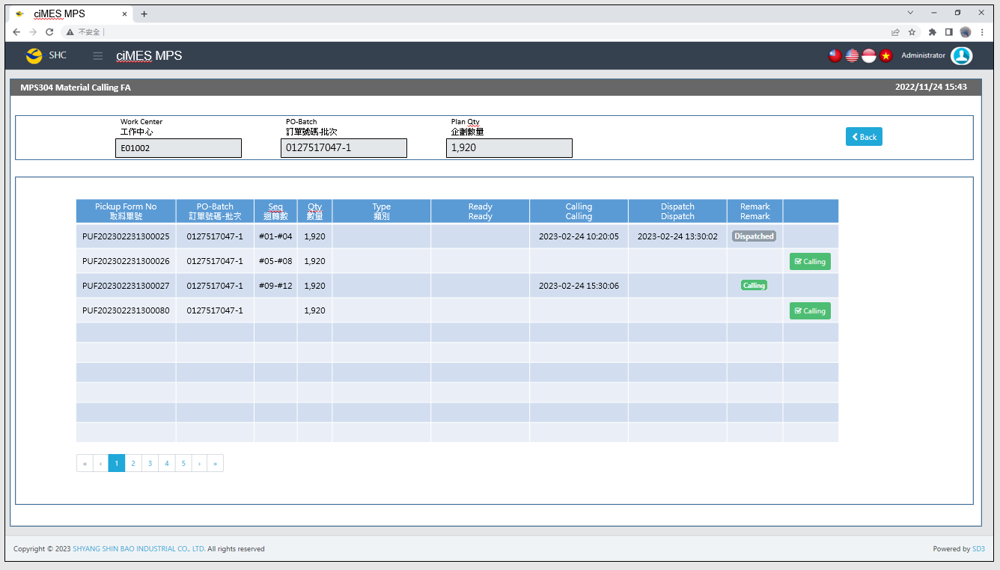 ciMES MPS
不安全
SHC
ciMES MPS
Administrator
MPS304 Material Calling FA
2022/11/24 15:43
Work Center
工作中心
E01002
PO-Batch
訂單號碼-批次
0127517047-1
Plan Qty
企劃數量
1,920
Back
Pickup Form No PO-Batch Seq Qty Type Ready Calling Dispatch Remark
取料單號 訂單號碼-批次 迴轉數 數量 類別 Ready Calling Dispatch Remark
PUF202302231300025 0127517047-1 #01-#04 1,920 2023-02-24 10:20:05 2023-02-24 13:30:02 Dispatched
PUF202302231300026 0127517047-1 #05-#08 1,920 Calling
PUF202302231300027 0127517047-1 #09-#12 1,920 2023-02-24 15:30:06 Calling
PUF202302231300080 0127517047-1 1,920 Calling
« ‹ 1 2 3 4 5 › »
Copyright © 2023 SHYANG SHIN BAO INDUSTRIAL CO., LTD. All rights reserved
Powered by SD3